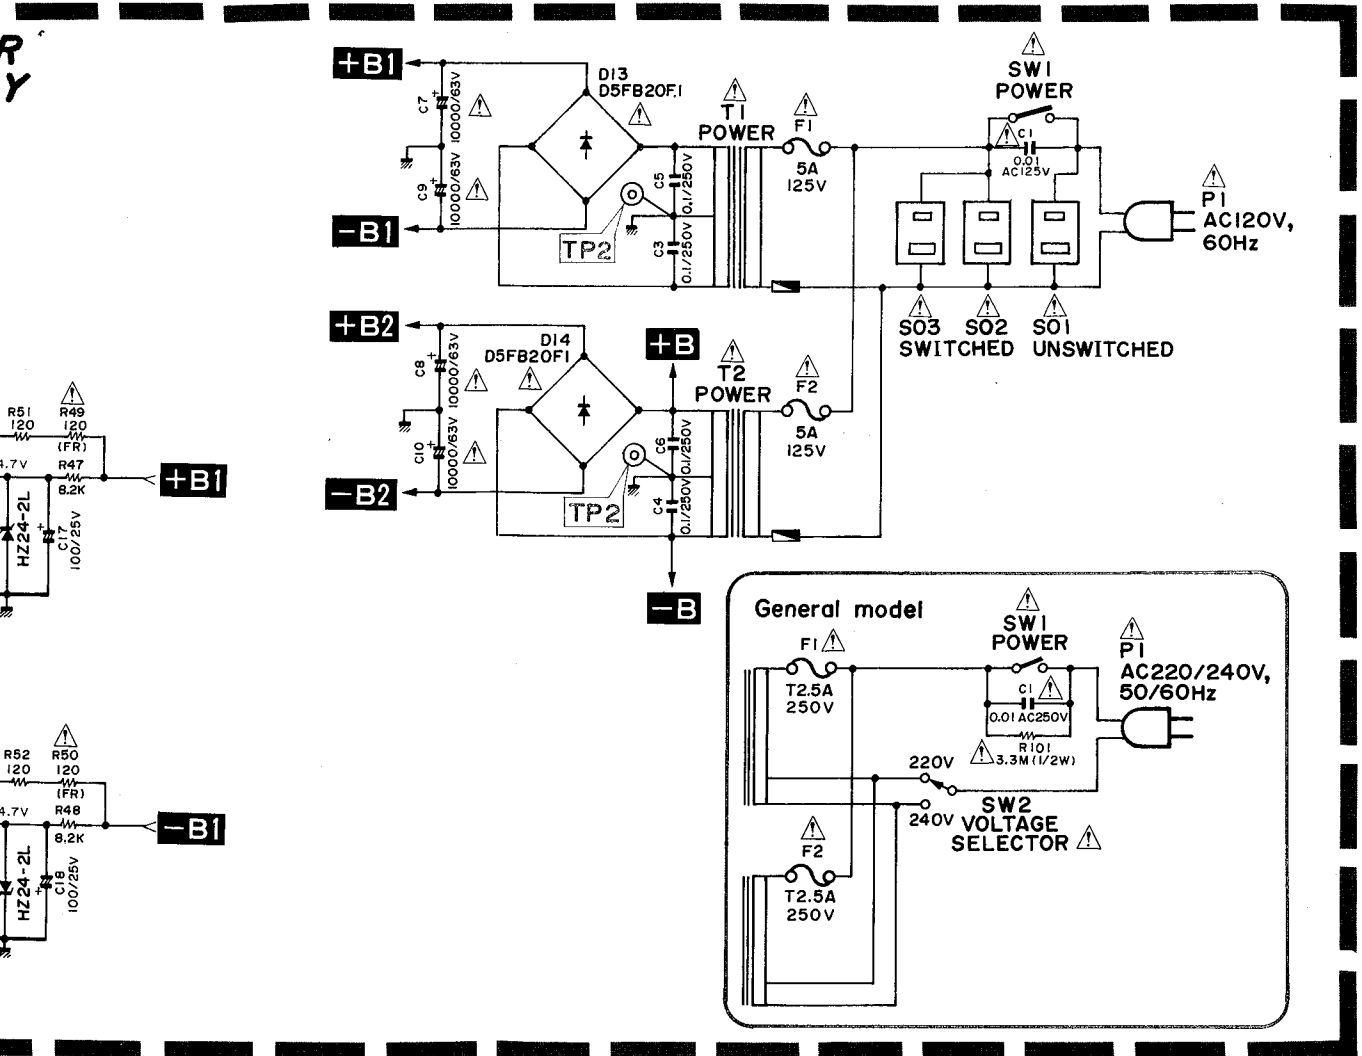 R
Y
+B1
C7
10000/63V
C9
10000/63V
-B1
D13
D5FB20F1
TP2
C5
0.1/250V
C3
0.1/250V
T1
POWER
F1
5A
125V
SW1
POWER
C1
0.01
AC125V
P1
AC120V,
60Hz
SO3
SWITCHED
SO2
SO1
UNSWITCHED
+B2
C8
10000/63V
C10
10000/63V
-B2
D14
D5FB20F1
TP2
+B
C6
0.1/250V
C4
0.1/250V
-B
T2
POWER
F2
5A
125V
R51
120
R49
120
(FR)
4.7V
R47
8.2K
+B1
HZ24-2L
C17
100/25V
R52
120
R50
120
(FR)
4.7V
R48
8.2K
-B1
HZ24-2L
C18
100/25V
General model
F1
T2.5A
250V
SW1
POWER
C1
0.01 AC250V
R101
3.3M(1/2W)
P1
AC220/240V,
50/60Hz
220V
240V
SW2
VOLTAGE
SELECTOR
F2
T2.5A
250V